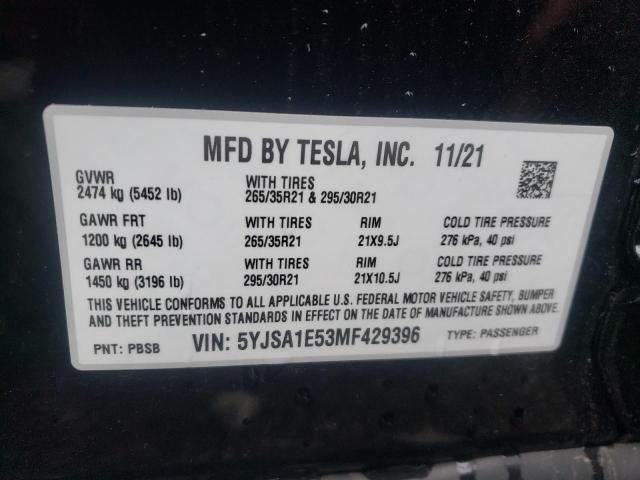 MFD BY TESLA, INC. 11/21
GVWR WITH TIRES
2474 kg (5452 lb) 265/35R21 & 295/30R21
GAWR FRT WITH TIRES RIM COLD TIRE PRESSURE
1200 kg (2645 lb) 265/35R21 21X9.5J 276 kPa, 40 psi
GAWR RR WITH TIRES RIM COLD TIRE PRESSURE
1450 kg (3196 lb) 295/30R21 21X10.5J 276 kPa, 40 psi
THIS VEHICLE CONFORMS TO ALL APPLICABLE U.S. FEDERAL MOTOR VEHICLE SAFETY, BUMPER
AND THEFT PREVENTION STANDARDS IN EFFECT ON THE DATE OF MANUFACTURE SHOWN ABOVE.
PNT: PBSB VIN: 5YJSA1E53MF429396 TYPE: PASSENGER